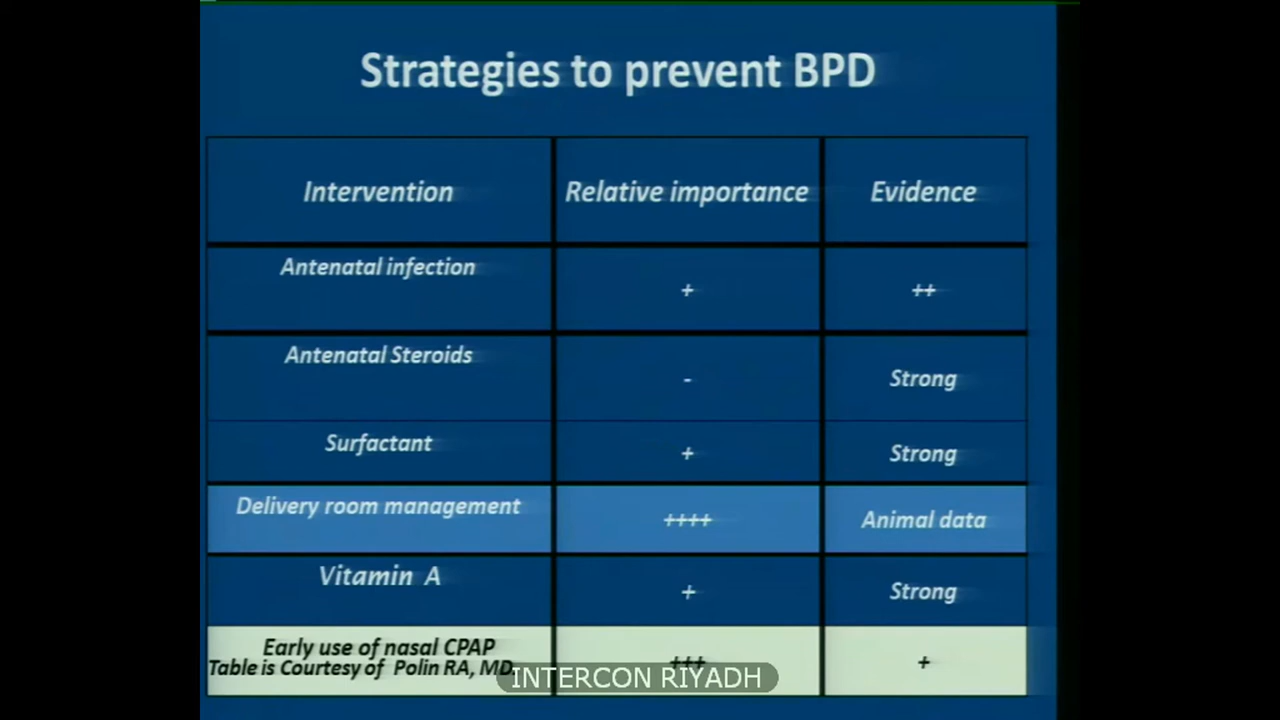 Strategies to prevent BPD
Intervention Relative importance Evidence
Antenatal infection + ++
Antenatal Steroids - Strong
Surfactant + Strong
Delivery room management ++++ Animal data
Vitamin A + Strong
Early use of nasal CPAP +++ +
Table is Courtesy of Polin RA, MD.
INTERCON RIYADH